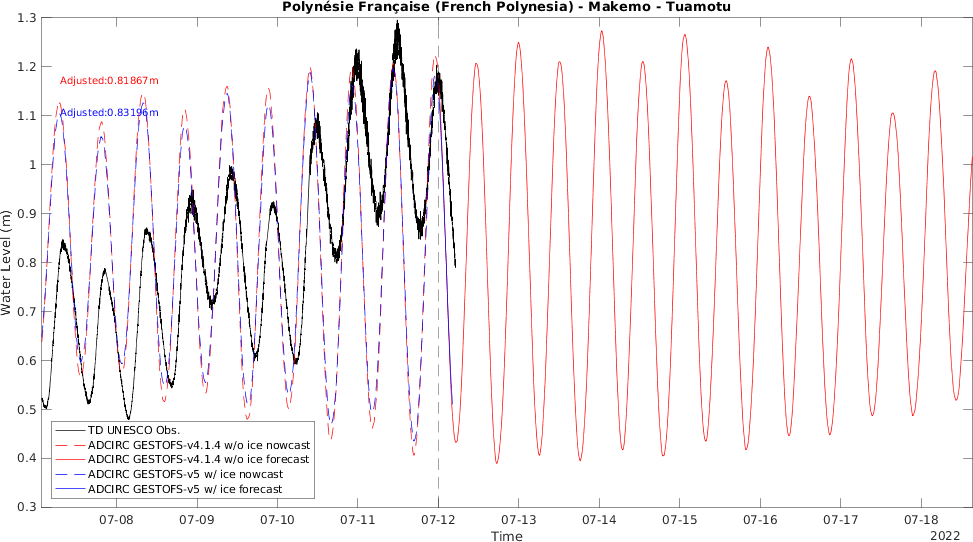 Polynésie Française (French Polynesia) - Makemo - Tuamotu
1.3
1.2
1.1
1
0.9
0.8
0.7
0.6
0.5
0.4
0.3
Water Level (m)
Adjusted:0.81867m
Adjusted:0.83196m
TD UNESCO Obs.
ADCIRC GESTOFS-v4.1.4 w/o ice nowcast
ADCIRC GESTOFS-v4.1.4 w/o ice forecast
ADCIRC GESTOFS-v5 w/ ice nowcast
ADCIRC GESTOFS-v5 w/ ice forecast
07-08 07-09 07-10 07-11 07-12 07-13 07-14 07-15 07-16 07-17 07-18
2022
Time